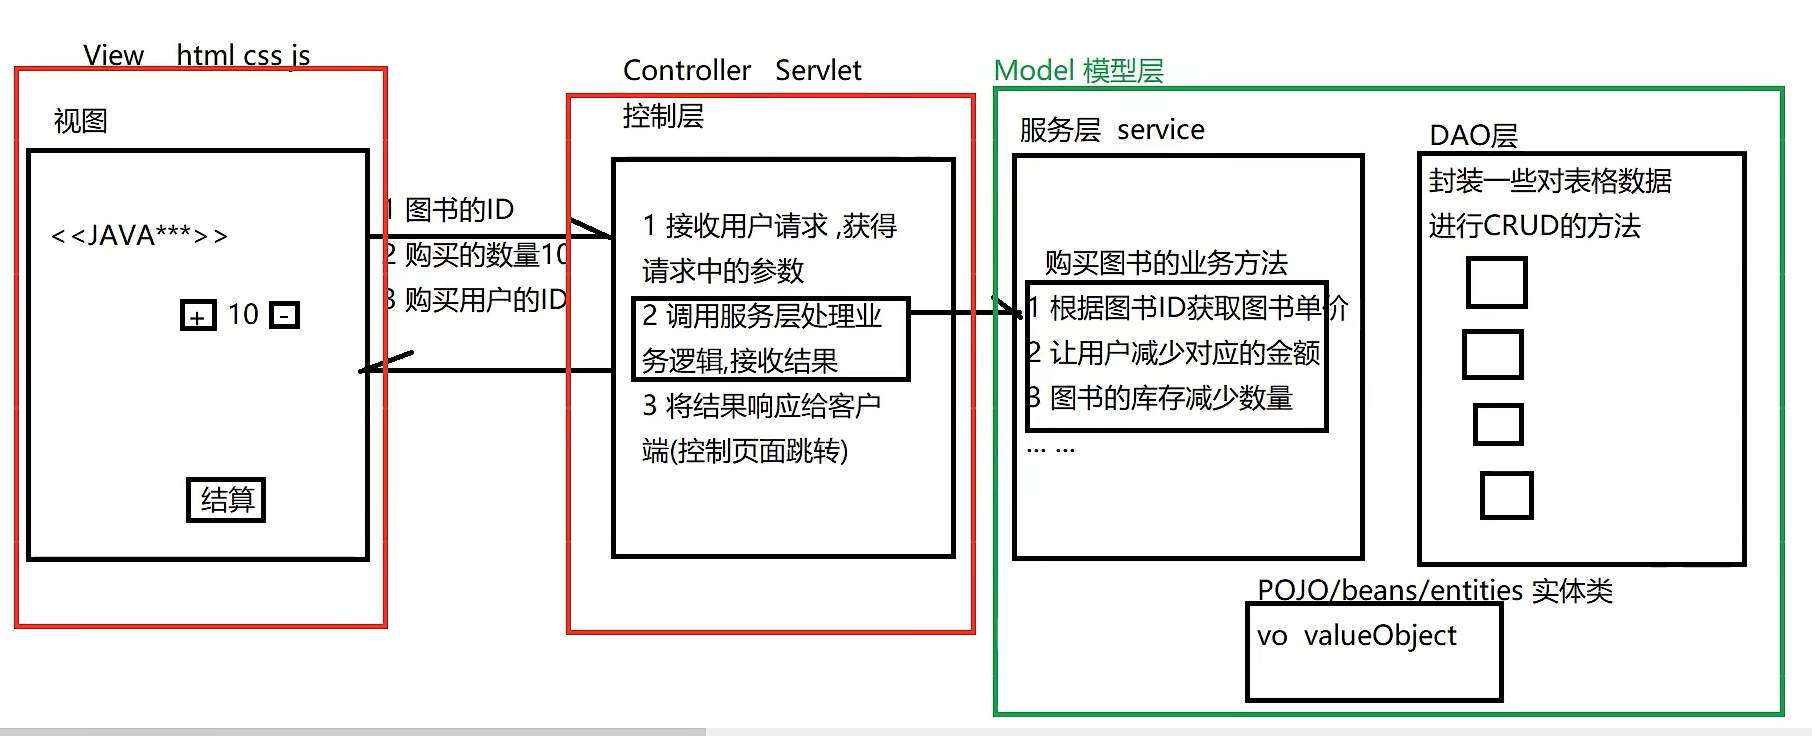 View html css js
视图
<<JAVA***>>
+ 10 -
结算
1 图书的ID
2 购买的数量10
3 购买用户的ID
Controller Servlet
控制层
1 接收用户请求 ,获得
请求中的参数
2 调用服务层处理业
务逻辑,接收结果
3 将结果响应给客户
端(控制页面跳转)
Model 模型层
服务层 service
购买图书的业务方法
1 根据图书ID获取图书单价
2 让用户减少对应的金额
3 图书的库存减少数量
... ...
DAO层
封装一些对表格数据
进行CRUD的方法
POJO/beans/entities 实体类
vo valueObject